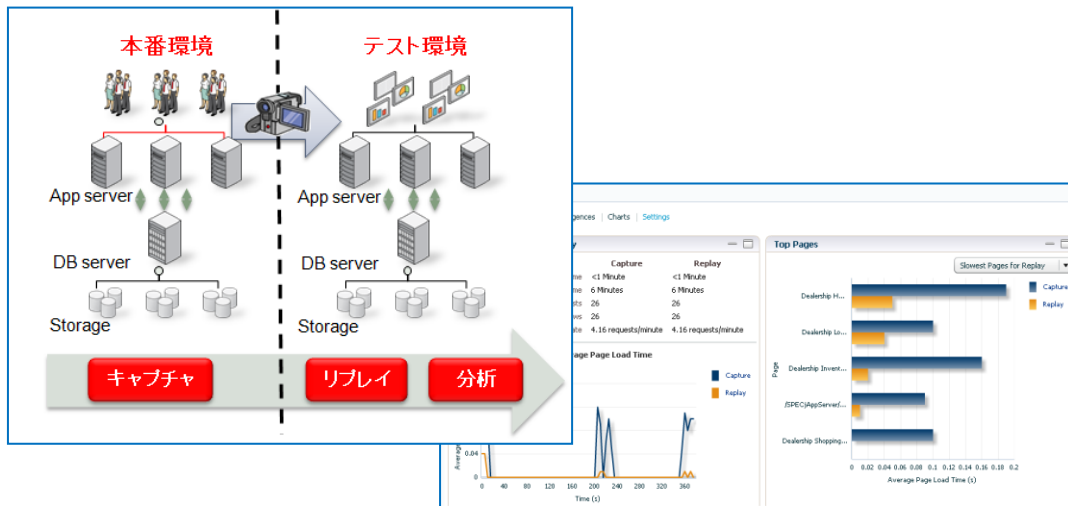 本番環境
テスト環境
App server
App server
DB server
DB server
Storage
Storage
キャプチャ
リプレイ
分析
Charts | Settings
Capture Replay
<1 Minute <1 Minute
6 Minutes 6 Minutes
26 26
26 26
4.16 requests/minute 4.16 requests/minute
Page Load Time
Capture
Replay
0.04
0
0 40 80 120 160 200 240 280 320 360
Time (s)
Top Pages
Slowest Pages for Replay
Capture
Replay
Page
Dealership H...
Dealership Lo...
Dealership Invent...
/SPECjAppServer/...
Dealership Shopping...
0 0.02 0.04 0.06 0.08 0.1 0.12 0.14 0.16 0.18 0.2
Average Page Load Time (s)